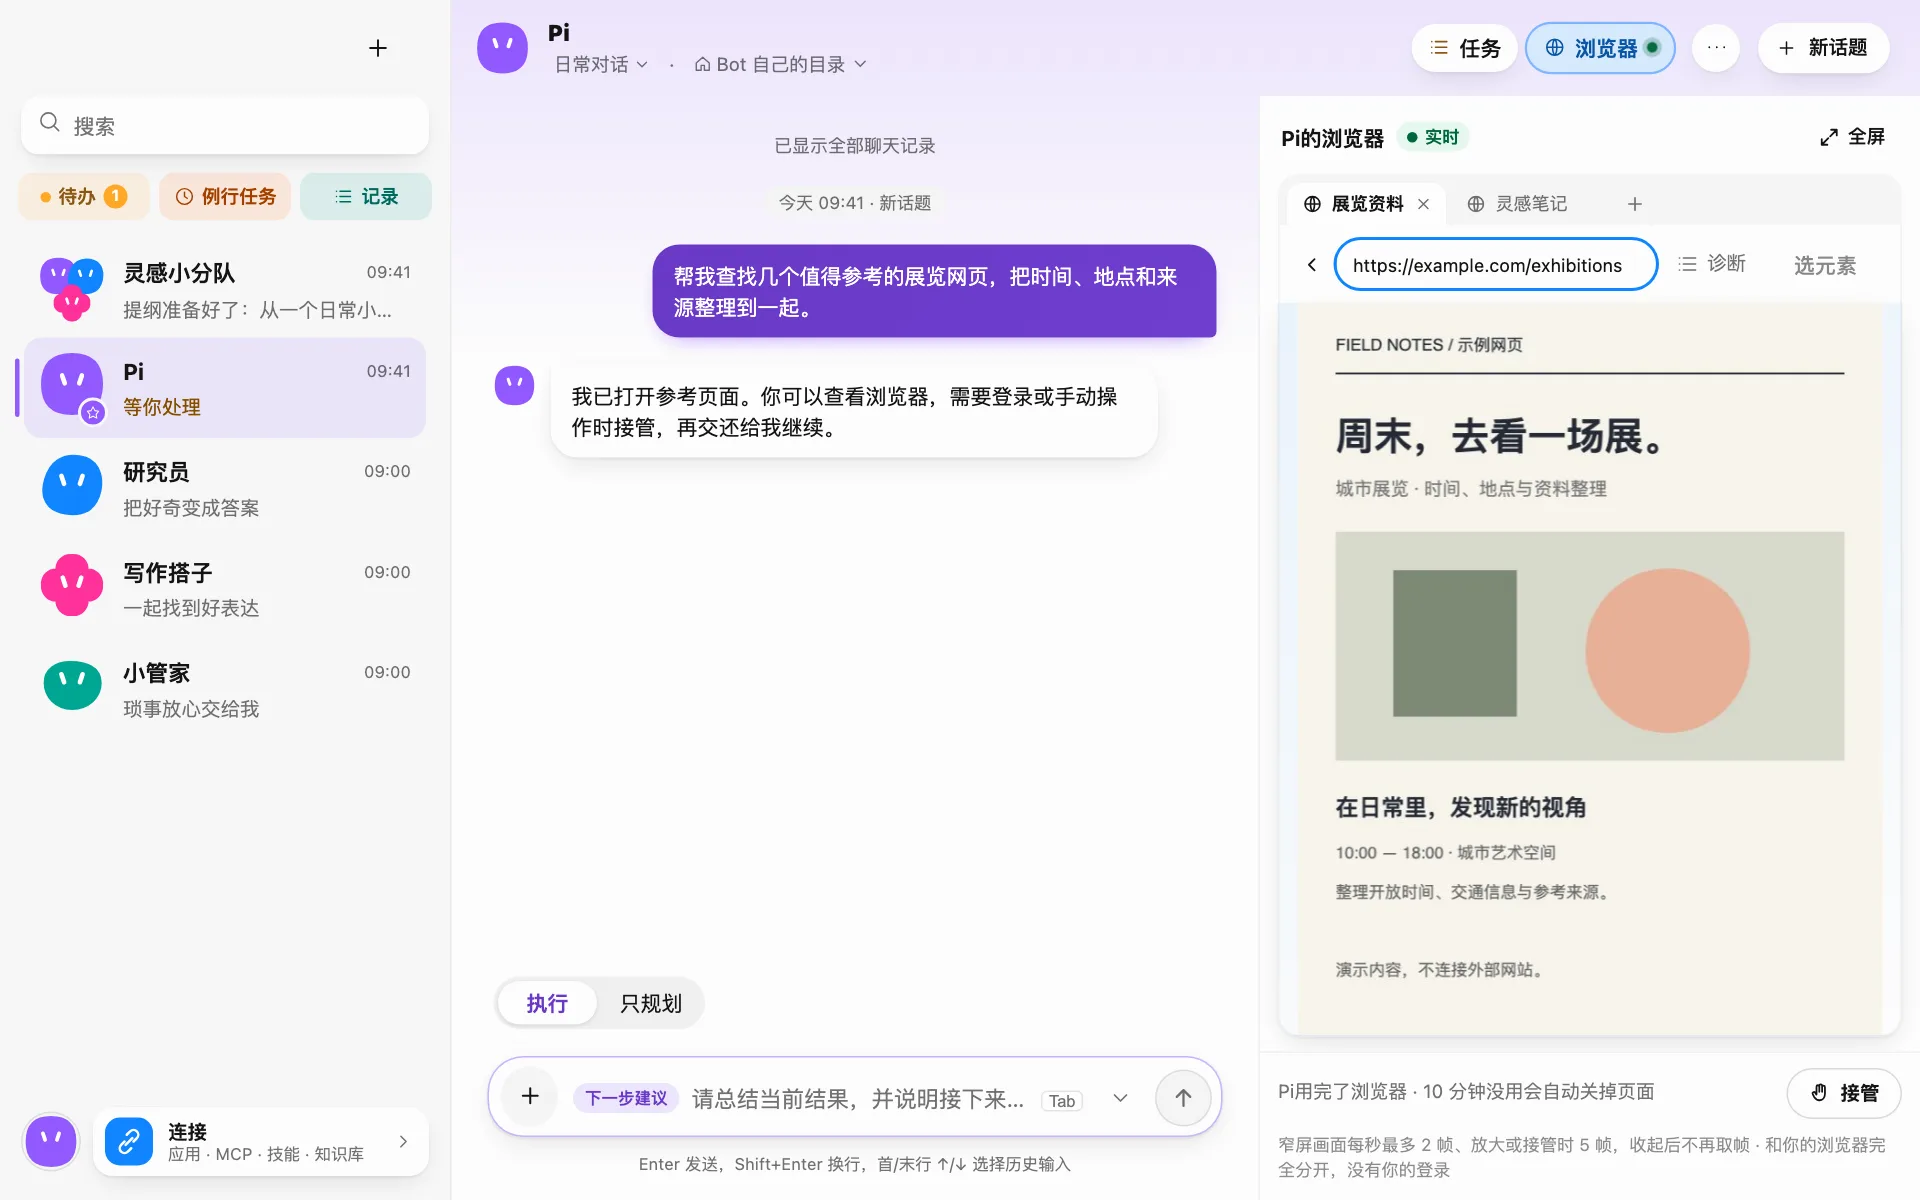 搜索
待办 1
例行任务
记录
灵感小分队 09:41
提纲准备好了：从一个日常小...
Pi 09:41
等你处理
研究员 09:00
把好奇变成答案
写作搭子 09:00
一起找到好表达
小管家 09:00
琐事放心交给我
连接
应用 · MCP · 技能 · 知识库
Pi
日常对话 · Bot 自己的目录
任务
浏览器
新话题
已显示全部聊天记录
今天 09:41 · 新话题
帮我查找几个值得参考的展览网页，把时间、地点和来
源整理到一起。
我已打开参考页面。你可以查看浏览器，需要登录或手动操
作时接管，再交还给我继续。
执行 只规划
下一步建议 请总结当前结果，并说明接下来... Tab
Enter 发送，Shift+Enter 换行，首/末行 ↑/↓ 选择历史输入
Pi的浏览器 实时 全屏
展览资料 灵感笔记
https://example.com/exhibitions 诊断 选元素
FIELD NOTES / 示例网页
周末，去看一场展。
城市展览 · 时间、地点与资料整理
在日常里，发现新的视角
10:00 — 18:00 · 城市艺术空间
整理开放时间、交通信息与参考来源。
演示内容，不连接外部网站。
Pi用完了浏览器 · 10 分钟没用会自动关掉页面 接管
窄屏画面每秒最多 2 帧、放大或接管时 5 帧，收起后不再取帧 · 和你的浏览器完
全分开，没有你的登录